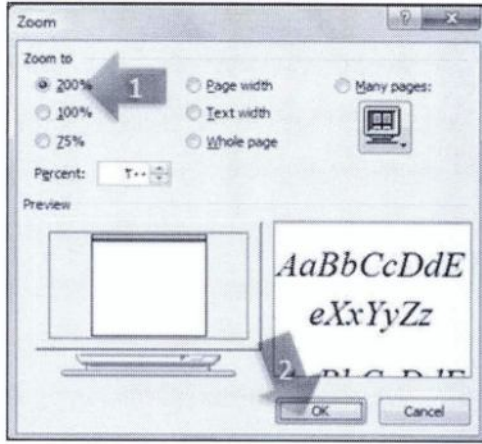 Zoom
Zoom to
200%
1
Page width
Many pages:
100%
Text width
75%
Whole page
Percent: ٢٠٠
Preview
AaBbCcDdE
eXxYyZz
2
OK
Cancel